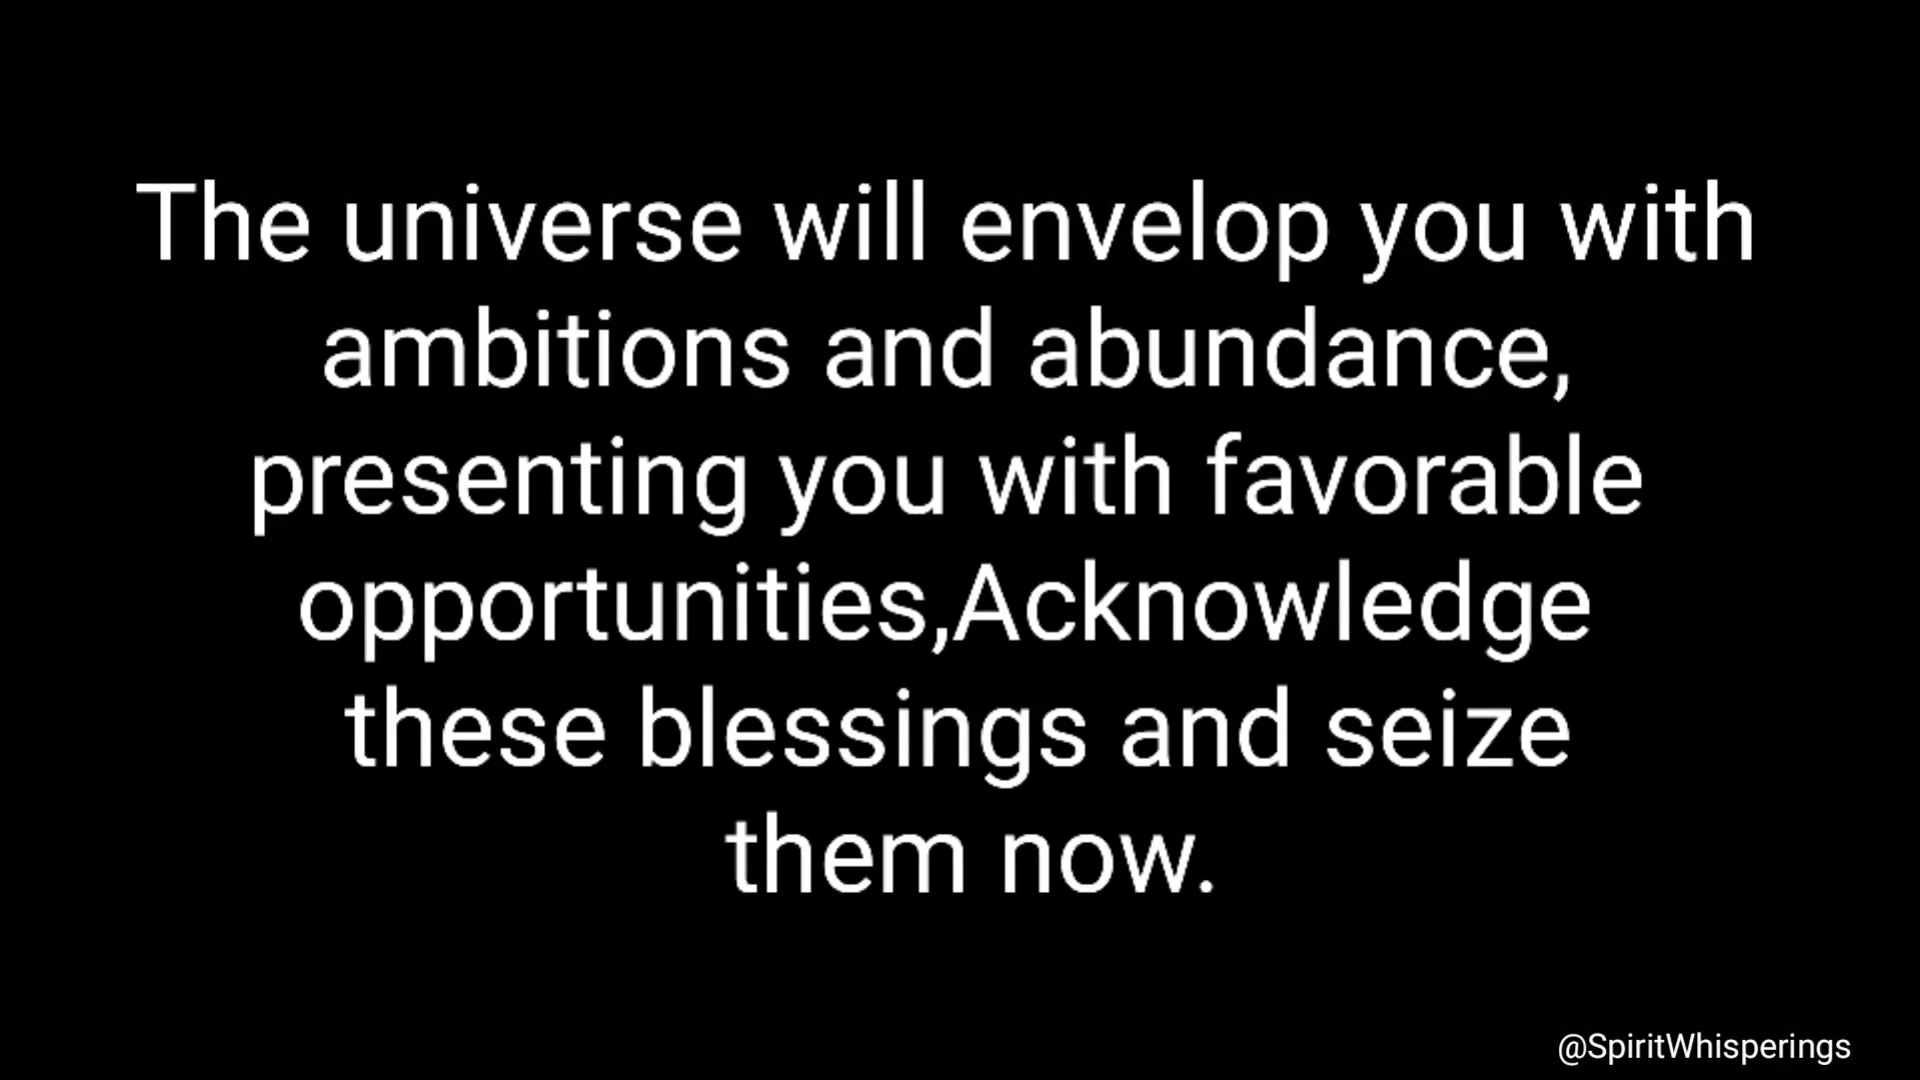 The universe will envelop you with
ambitions and abundance,
presenting you with favorable
opportunities,Acknowledge
these blessings and seize
them now.
@SpiritWhisperings